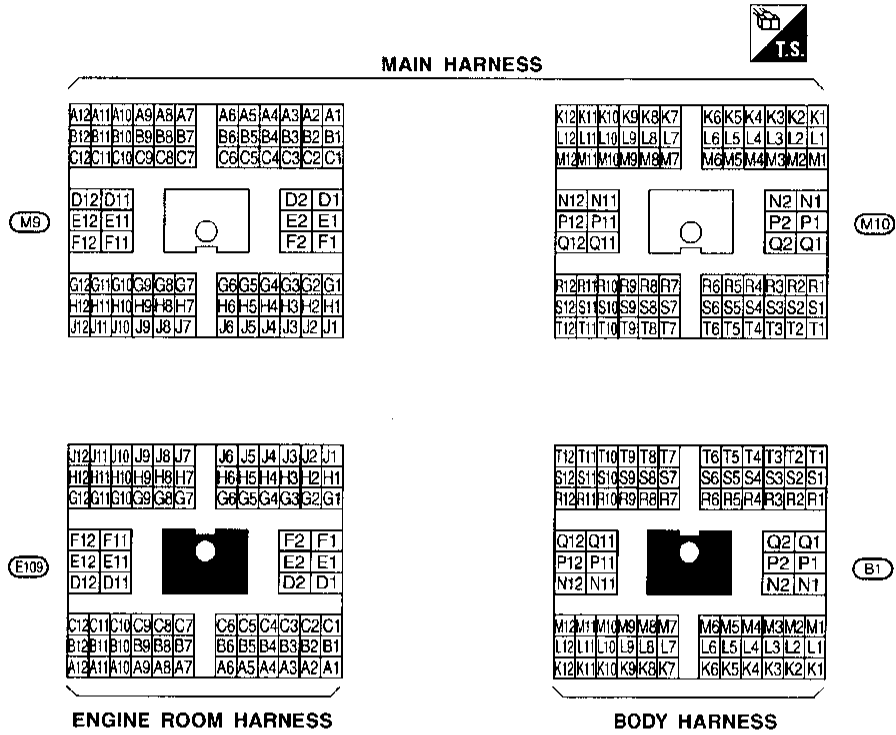 T.S.
MAIN HARNESS
A12 A11 A10 A9 A8 A7 A6 A5 A4 A3 A2 A1
B12 B11 B10 B9 B8 B7 B6 B5 B4 B3 B2 B1
C12 C11 C10 C9 C8 C7 C6 C5 C4 C3 C2 C1
D12 D11 D2 D1
M9 E12 E11 E2 E1
F12 F11 F2 F1
G12 G11 G10 G9 G8 G7 G6 G5 G4 G3 G2 G1
H12 H11 H10 H9 H8 H7 H6 H5 H4 H3 H2 H1
J12 J11 J10 J9 J8 J7 J6 J5 J4 J3 J2 J1
K12 K11 K10 K9 K8 K7 K6 K5 K4 K3 K2 K1
L12 L11 L10 L9 L8 L7 L6 L5 L4 L3 L2 L1
M12 M11 M10 M9 M8 M7 M6 M5 M4 M3 M2 M1
N12 N11 N2 N1
P12 P11 P2 P1 M10
Q12 Q11 Q2 Q1
R12 R11 R10 R9 R8 R7 R6 R5 R4 R3 R2 R1
S12 S11 S10 S9 S8 S7 S6 S5 S4 S3 S2 S1
T12 T11 T10 T9 T8 T7 T6 T5 T4 T3 T2 T1
J12 J11 J10 J9 J8 J7 J6 J5 J4 J3 J2 J1
H12 H11 H10 H9 H8 H7 H6 H5 H4 H3 H2 H1
G12 G11 G10 G9 G8 G7 G6 G5 G4 G3 G2 G1
F12 F11 F2 F1
E109 E12 E11 E2 E1
D12 D11 D2 D1
C12 C11 C10 C9 C8 C7 C6 C5 C4 C3 C2 C1
B12 B11 B10 B9 B8 B7 B6 B5 B4 B3 B2 B1
A12 A11 A10 A9 A8 A7 A6 A5 A4 A3 A2 A1
ENGINE ROOM HARNESS
T12 T11 T10 T9 T8 T7 T6 T5 T4 T3 T2 T1
S12 S11 S10 S9 S8 S7 S6 S5 S4 S3 S2 S1
R12 R11 R10 R9 R8 R7 R6 R5 R4 R3 R2 R1
Q12 Q11 Q2 Q1
P12 P11 P2 P1 B1
N12 N11 N2 N1
M12 M11 M10 M9 M8 M7 M6 M5 M4 M3 M2 M1
L12 L11 L10 L9 L8 L7 L6 L5 L4 L3 L2 L1
K12 K11 K10 K9 K8 K7 K6 K5 K4 K3 K2 K1
BODY HARNESS